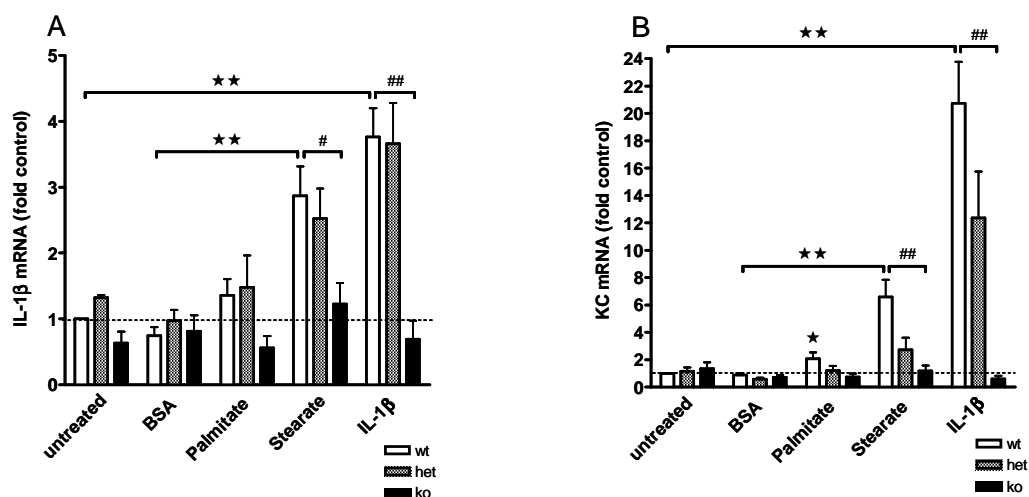 A
IL-1β mRNA (fold control)
5
4
3
2
1
0
★★
##
★★
#
untreated
BSA
Palmitate
Stearate
IL-1β
wt
het
ko
B
KC mRNA (fold control)
24
22
20
18
16
14
12
10
8
6
4
2
0
★★
##
★★
##
★
untreated
BSA
Palmitate
Stearate
IL-1β
wt
het
ko